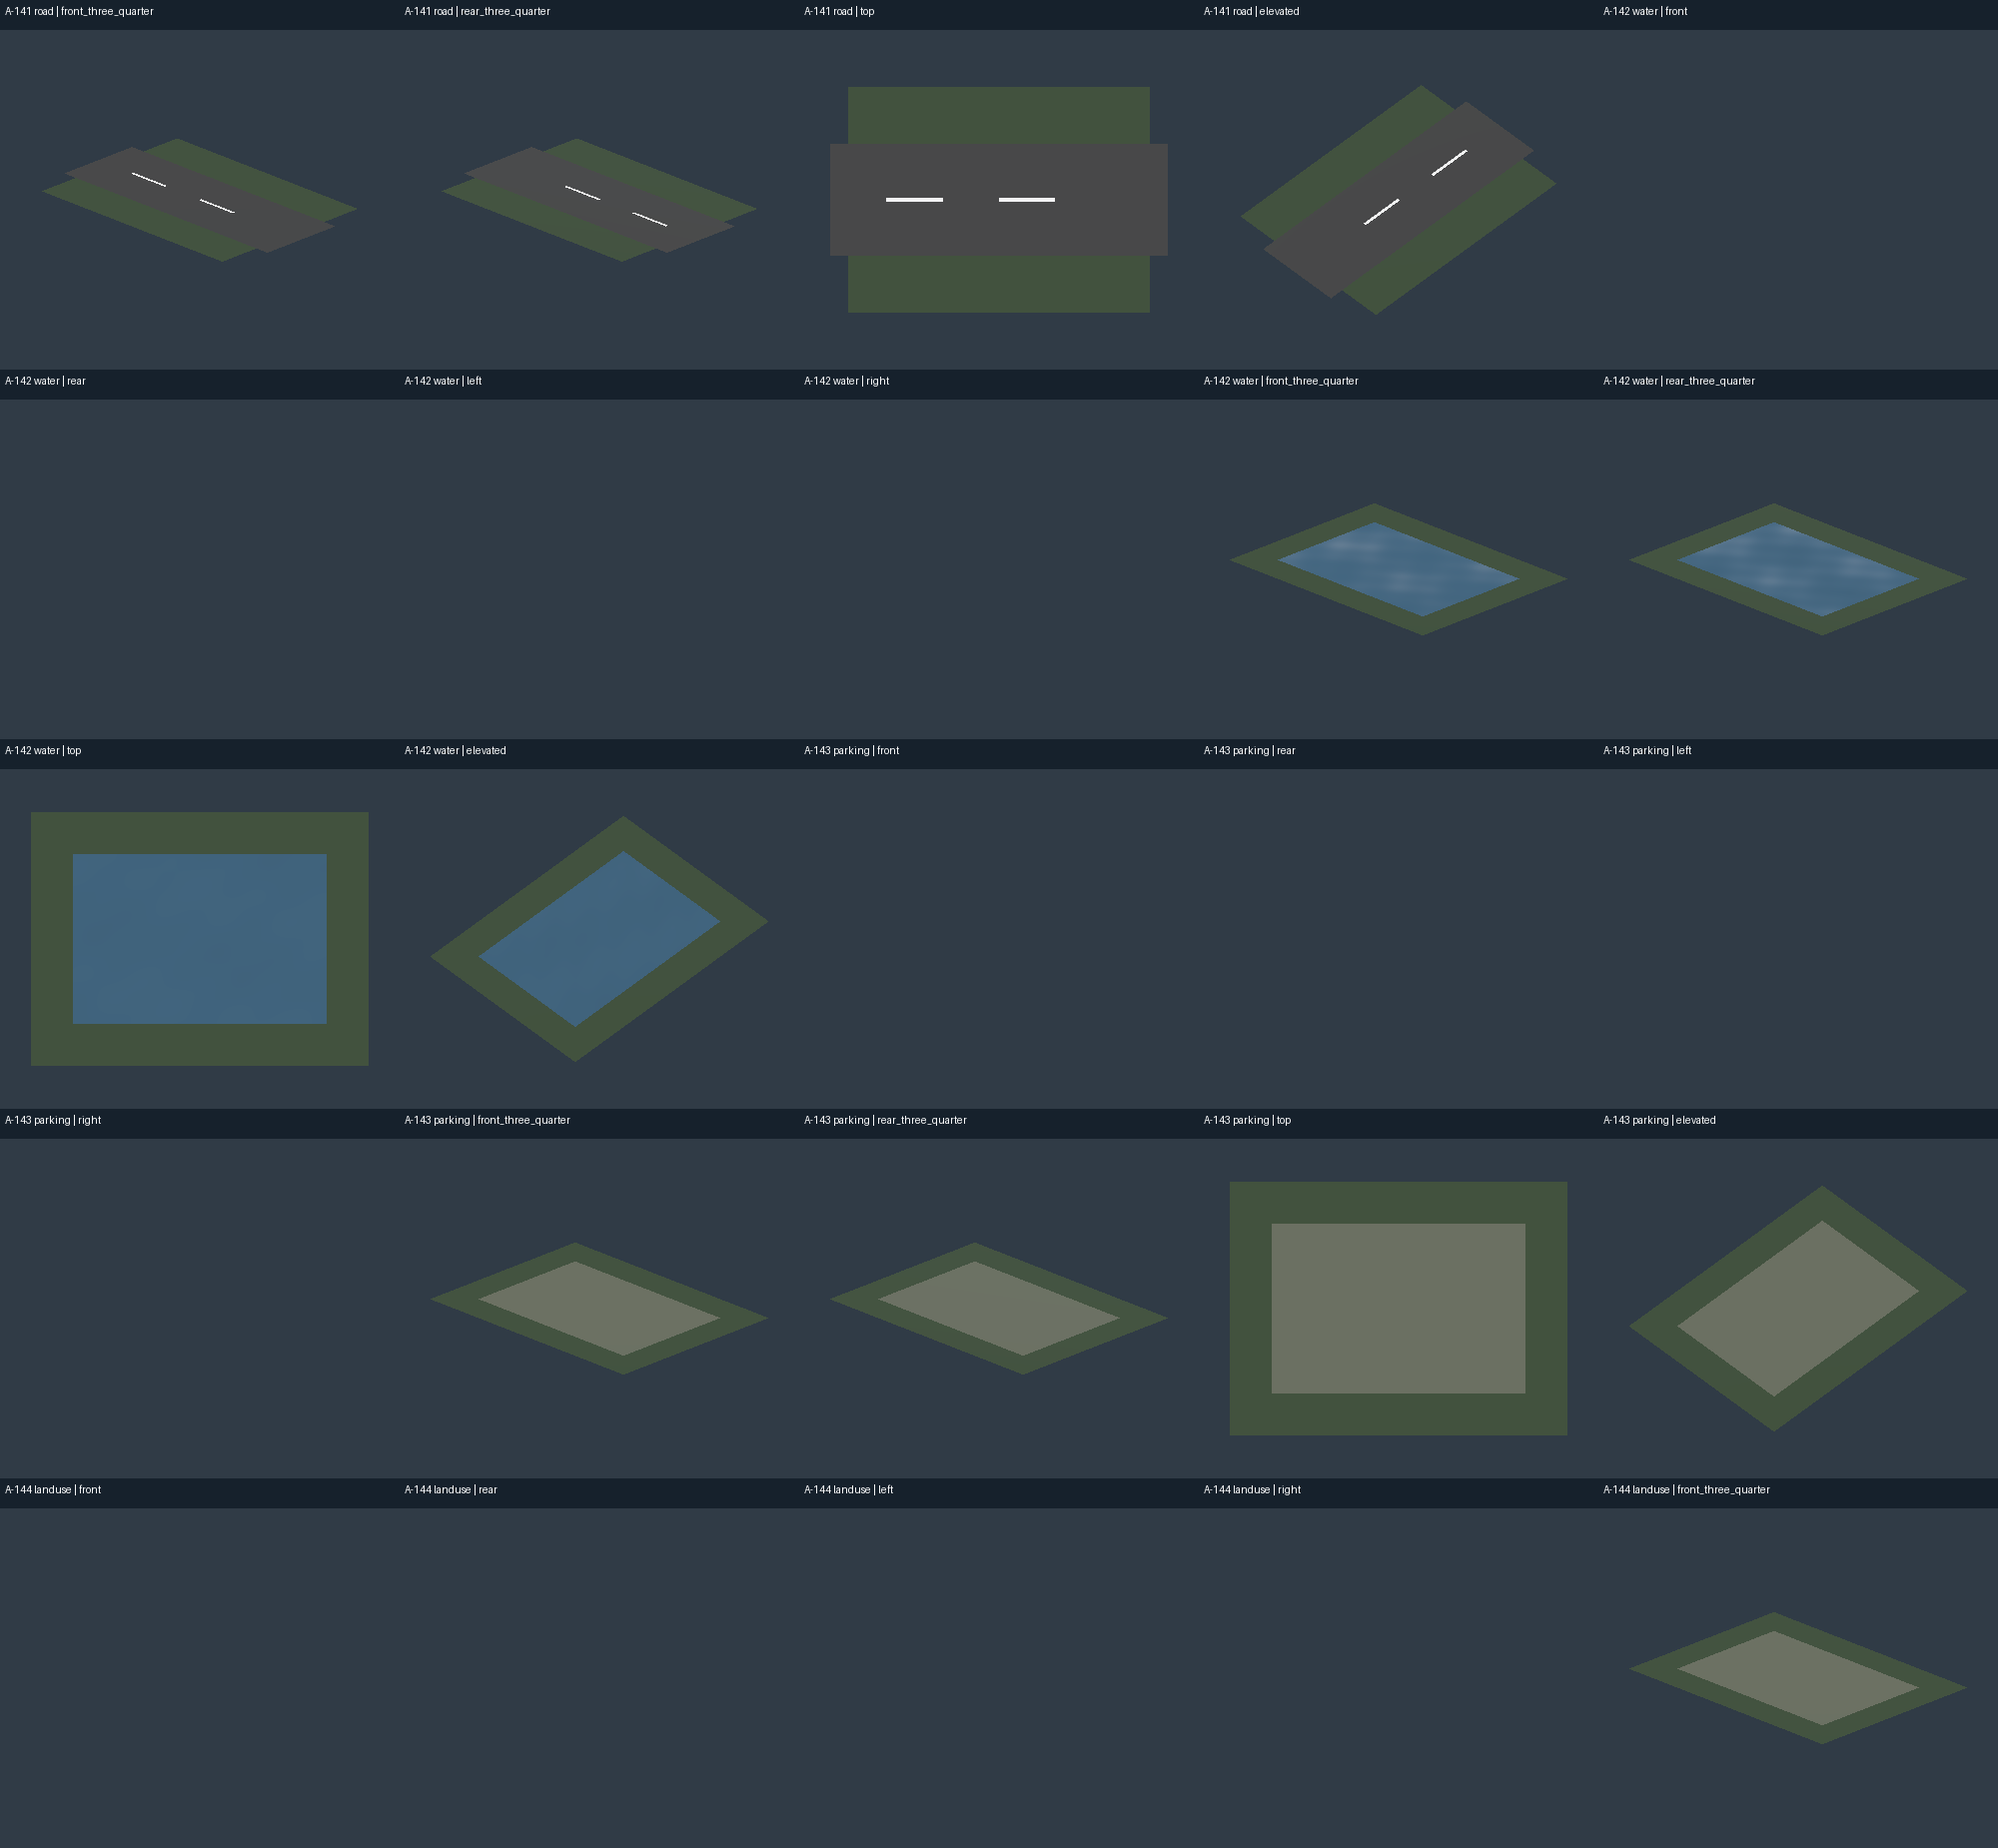 A-141 road | front_three_quarter
A-141 road | rear_three_quarter
A-141 road | top
A-141 road | elevated
A-142 water | front
A-142 water | rear
A-142 water | left
A-142 water | right
A-142 water | front_three_quarter
A-142 water | rear_three_quarter
A-142 water | top
A-142 water | elevated
A-143 parking | front
A-143 parking | rear
A-143 parking | left
A-143 parking | right
A-143 parking | front_three_quarter
A-143 parking | rear_three_quarter
A-143 parking | top
A-143 parking | elevated
A-144 landuse | front
A-144 landuse | rear
A-144 landuse | left
A-144 landuse | right
A-144 landuse | front_three_quarter